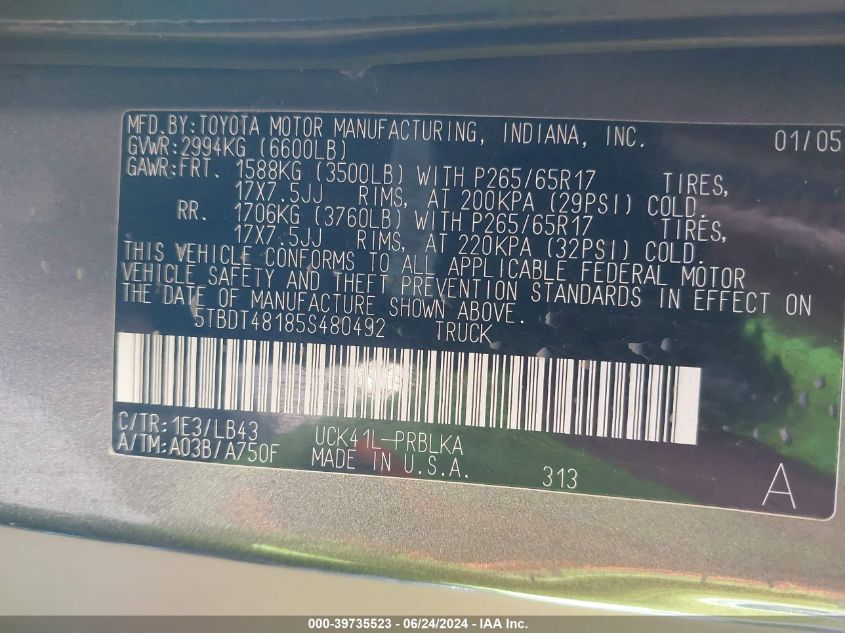 MFD.BY:TOYOTA MOTOR MANUFACTURING, INDIANA, INC. 01/05
GVWR:2994KG (6600LB)
GAWR:FRT. 1588KG (3500LB) WITH P265/65R17 TIRES,
17X7.5JJ RIMS, AT 200KPA (29PSI) COLD.
RR. 1706KG (3760LB) WITH P265/65R17 TIRES,
17X7.5JJ RIMS, AT 220KPA (32PSI) COLD.
THIS VEHICLE CONFORMS TO ALL APPLICABLE FEDERAL MOTOR
VEHICLE SAFETY AND THEFT PREVENTION STANDARDS IN EFFECT ON
THE DATE OF MANUFACTURE SHOWN ABOVE.
5TBDT48185S480492 TRUCK
C/TR:1E3/LB43 UCK41L-PRBLKA
A/TM:A03B/A750F MADE IN U.S.A. 313 A
000-39735523 - 06/24/2024 - IAA Inc.